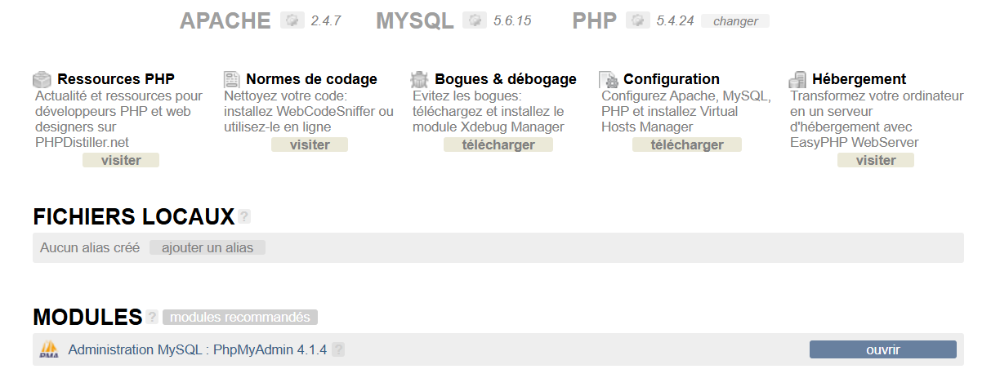 APACHE 2.4.7 MYSQL 5.6.15 PHP 5.4.24 changer
Ressources PHP
Actualité et ressources pour
développeurs PHP et web
designers sur
PHPDistiller.net
visiter
Normes de codage
Nettoyez votre code:
installez WebCodeSniffer ou
utilisez-le en ligne
visiter
Bogues & débogage
Evitez les bogues:
téléchargez et installez le
module Xdebug Manager
télécharger
Configuration
Configurez Apache, MySQL,
PHP et installez Virtual
Hosts Manager
télécharger
Hébergement
Transformez votre ordinateur
en un serveur
d'hébergement avec
EasyPHP WebServer
visiter
FICHIERS LOCAUX ?
Aucun alias créé ajouter un alias
MODULES ? modules recommandés
PMA Administration MySQL : PhpMyAdmin 4.1.4 ? ouvrir